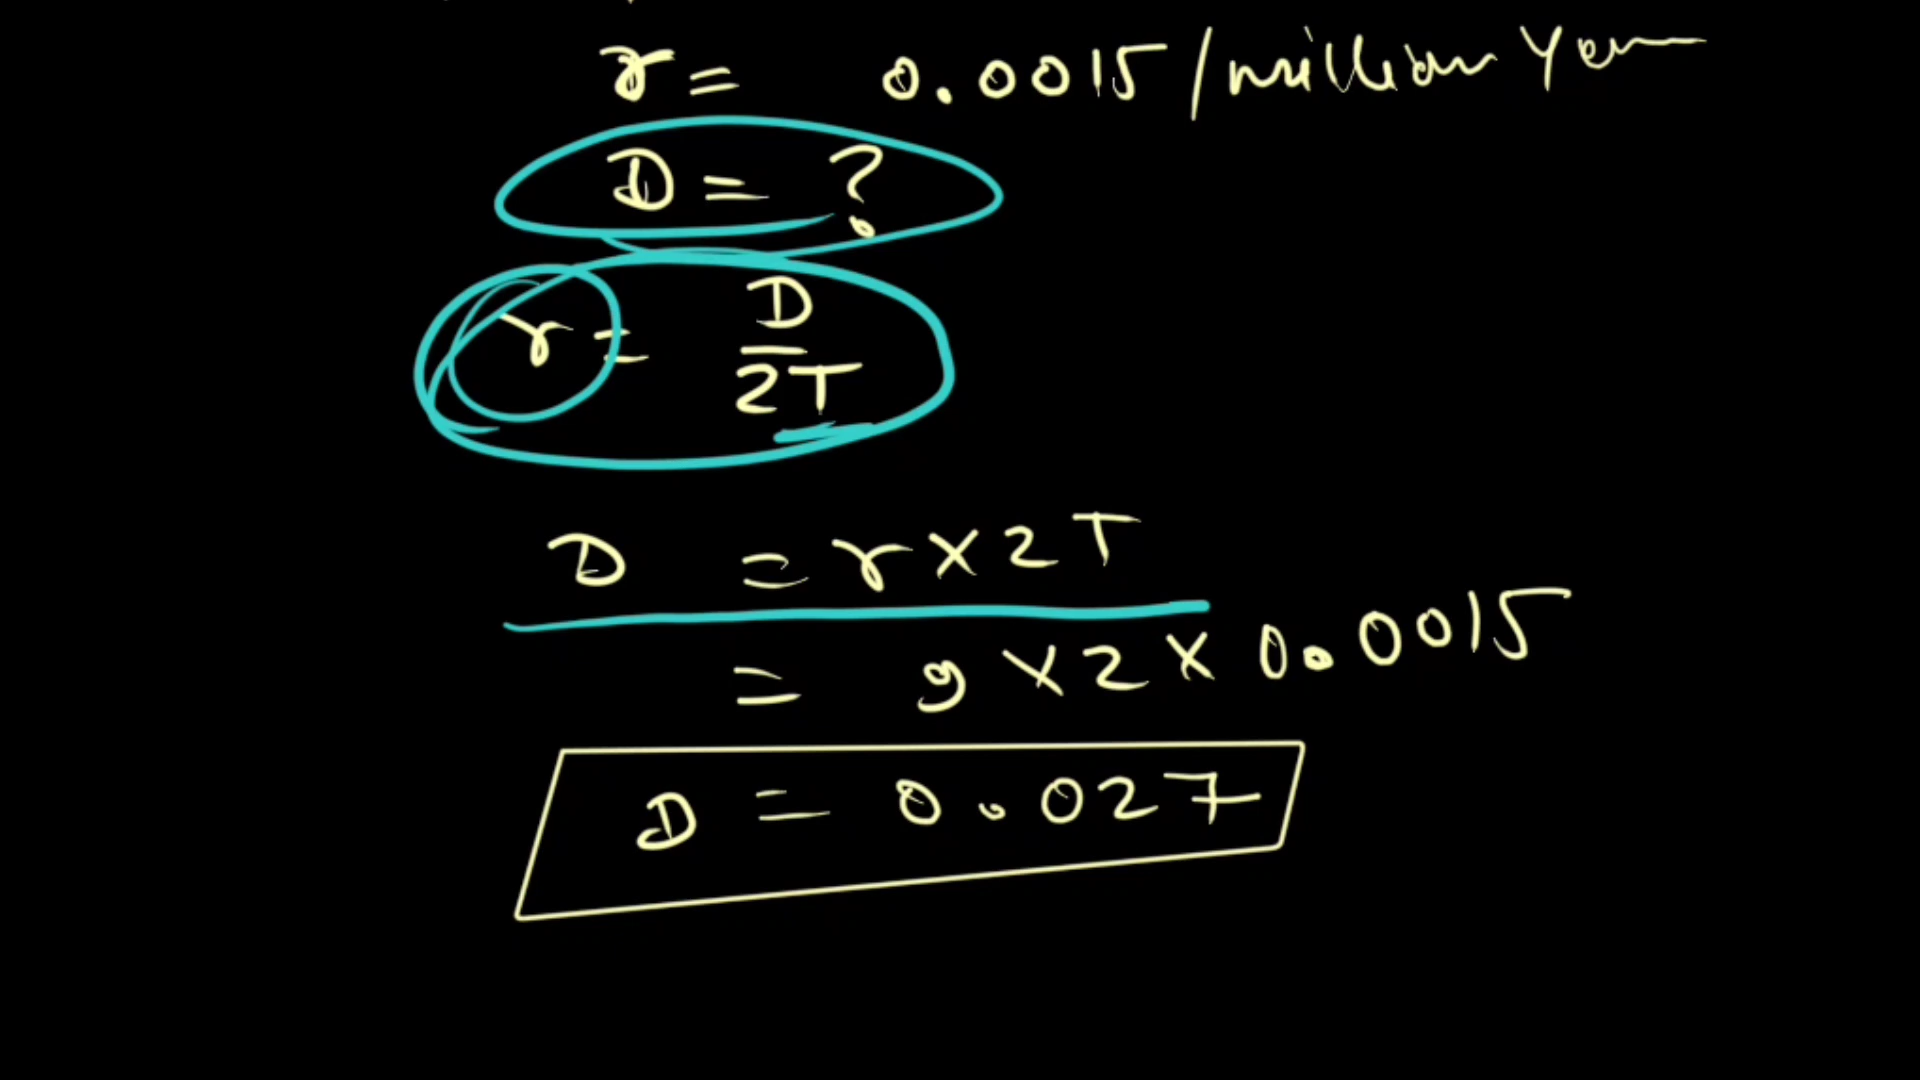 r = 0.0015/million Year
D = ?
r = D/2T
D = r × 2T
= 9 × 2 × 0.0015
D = 0.027